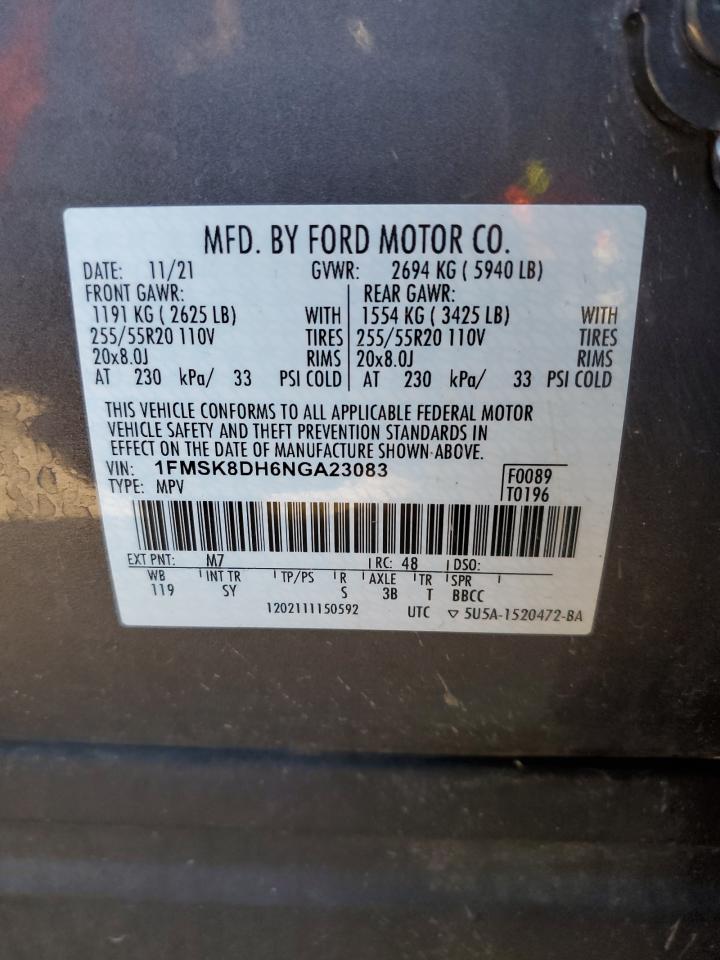 MFD. BY FORD MOTOR CO.
DATE: 11/21 GVWR: 2694 KG ( 5940 LB)
FRONT GAWR: REAR GAWR:
1191 KG ( 2625 LB) WITH 1554 KG ( 3425 LB) WITH
255/55R20 110V TIRES 255/55R20 110V TIRES
20x8.0J RIMS 20x8.0J RIMS
AT 230 kPa/ 33 PSI COLD AT 230 kPa/ 33 PSI COLD
THIS VEHICLE CONFORMS TO ALL APPLICABLE FEDERAL MOTOR
VEHICLE SAFETY AND THEFT PREVENTION STANDARDS IN
EFFECT ON THE DATE OF MANUFACTURE SHOWN ABOVE.
VIN: 1FMSK8DH6NGA23083 F0089
TYPE: MPV T0196
EXT PNT: M7 RC: 48 DSO:
WB INT TR TP/PS R AXLE TR SPR
119 SY S 3B T BBCC
1202111150592 UTC ▽ 5U5A-1520472-BA